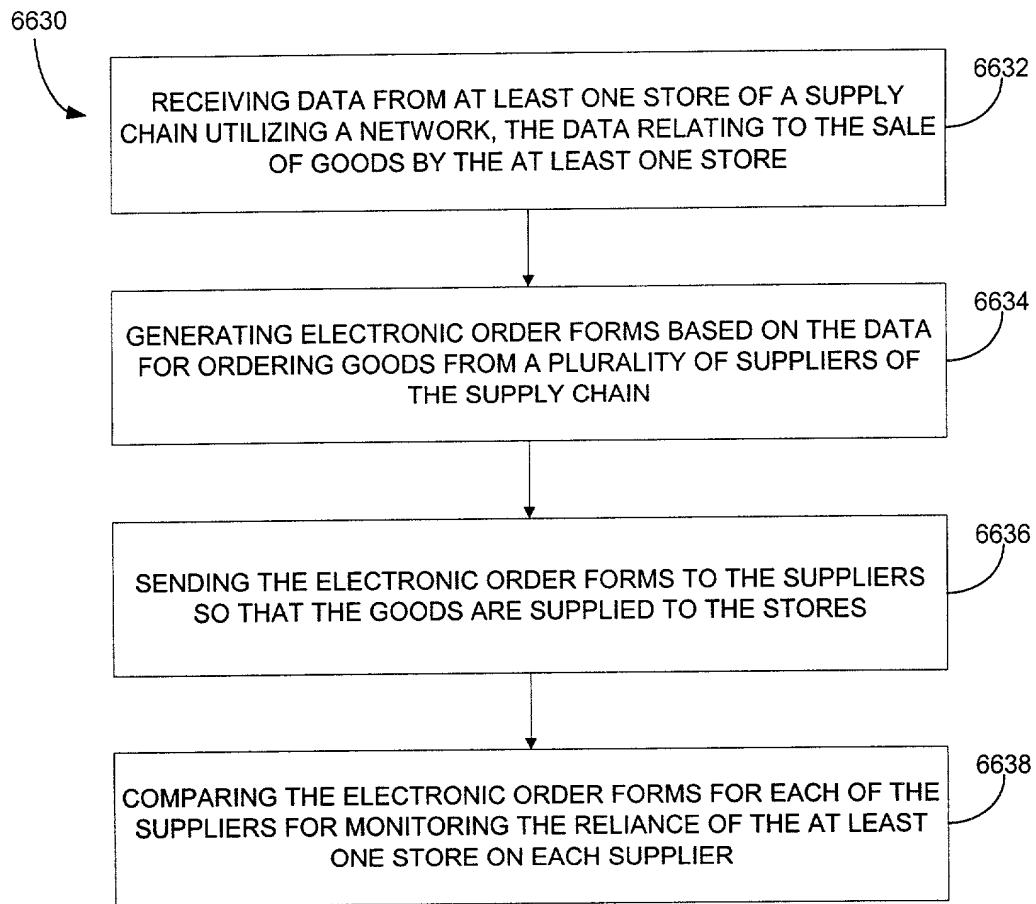 6630
6632
RECEIVING DATA FROM AT LEAST ONE STORE OF A SUPPLY
CHAIN UTILIZING A NETWORK, THE DATA RELATING TO THE SALE
OF GOODS BY THE AT LEAST ONE STORE
6634
GENERATING ELECTRONIC ORDER FORMS BASED ON THE DATA
FOR ORDERING GOODS FROM A PLURALITY OF SUPPLIERS OF
THE SUPPLY CHAIN
6636
SENDING THE ELECTRONIC ORDER FORMS TO THE SUPPLIERS
SO THAT THE GOODS ARE SUPPLIED TO THE STORES
6638
COMPARING THE ELECTRONIC ORDER FORMS FOR EACH OF THE
SUPPLIERS FOR MONITORING THE RELIANCE OF THE AT LEAST
ONE STORE ON EACH SUPPLIER